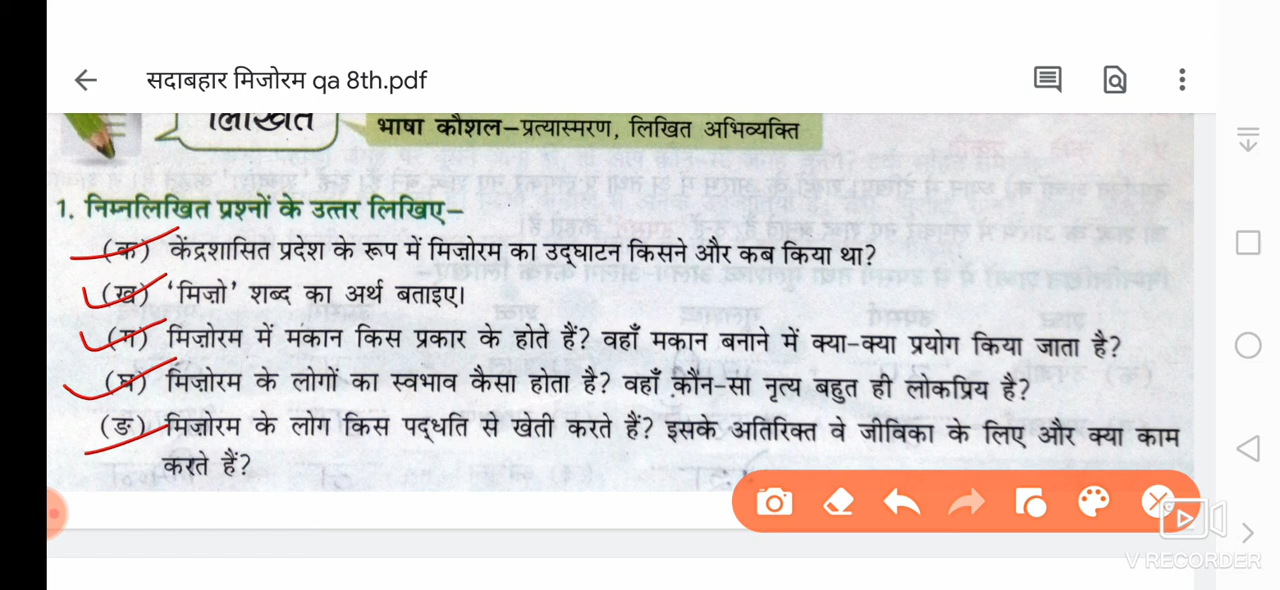 सदाबहार मिजोरम qa 8th.pdf
लिखित
भाषा कौशल–प्रत्यास्मरण, लिखित अभिव्यक्ति
1. निम्नलिखित प्रश्नों के उत्तर लिखिए–
(क) केंद्रशासित प्रदेश के रूप में मिज़ोरम का उद्घाटन किसने और कब किया था?
(ख) 'मिज़ो' शब्द का अर्थ बताइए।
(ग) मिज़ोरम में मकान किस प्रकार के होते हैं? वहाँ मकान बनाने में क्या-क्या प्रयोग किया जाता है?
(घ) मिज़ोरम के लोगों का स्वभाव कैसा होता है? वहाँ कौन-सा नृत्य बहुत ही लोकप्रिय है?
(ङ) मिज़ोरम के लोग किस पद्धति से खेती करते हैं? इसके अतिरिक्त वे जीविका के लिए और क्या काम
करते हैं?
V RECORDER